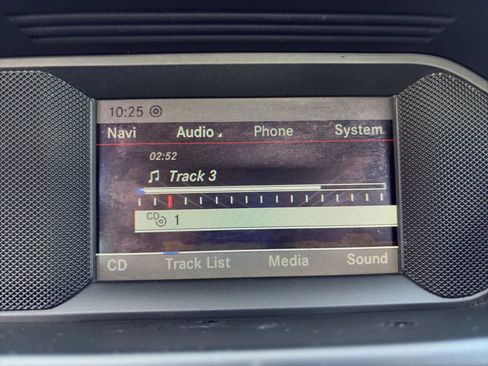 10:25
Navi Audio Phone System
02:52
Track 3
CD 1
CD Track List Media Sound